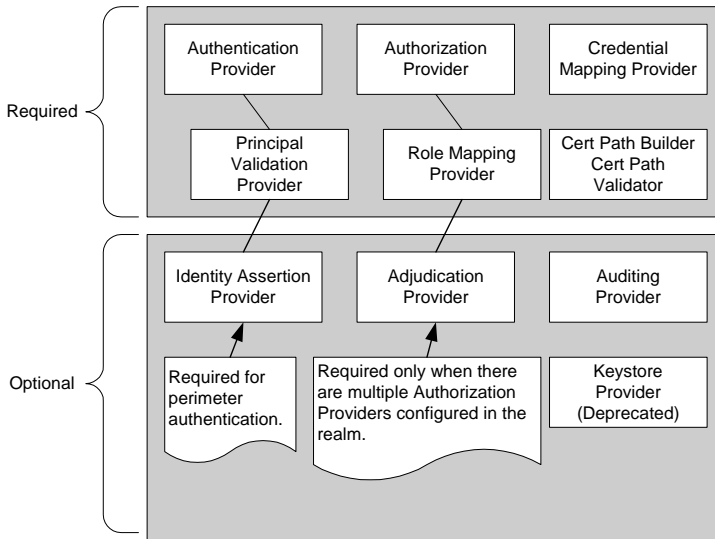 Required
Authentication
Provider
Authorization
Provider
Credential
Mapping Provider
Principal
Validation
Provider
Role Mapping
Provider
Cert Path Builder
Cert Path
Validator
Optional
Identity Assertion
Provider
Adjudication
Provider
Auditing
Provider
Required for
perimeter
authentication.
Required only when there
are multiple Authorization
Providers configured in the
realm.
Keystore
Provider
(Deprecated)